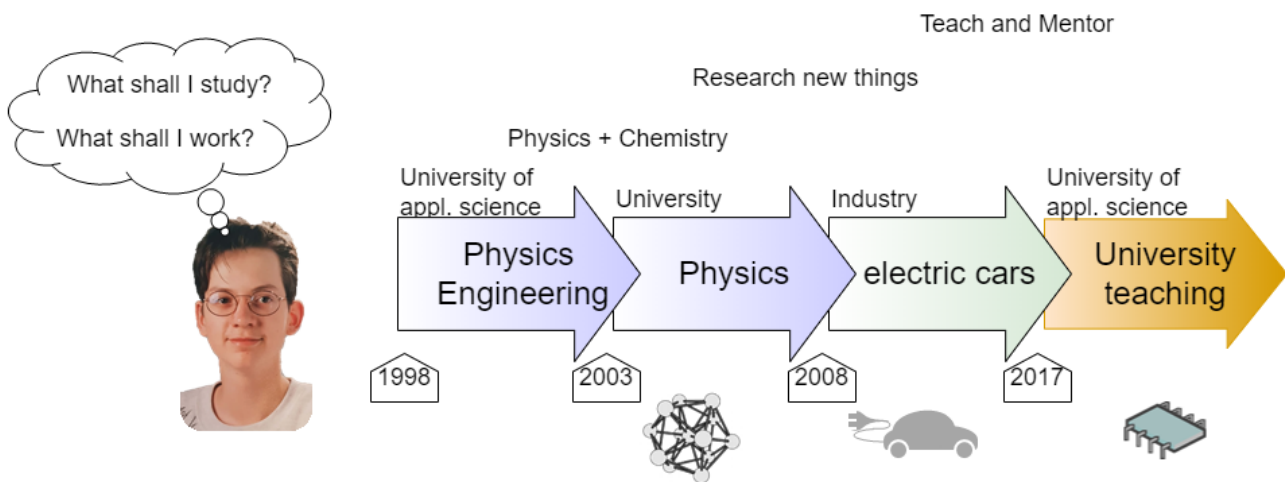 What shall I study?
What shall I work?
Teach and Mentor
Research new things
Physics + Chemistry
University of
appl. science
University
Industry
University of
appl. science
Physics
Engineering
Physics
electric cars
University
teaching
1998
2003
2008
2017